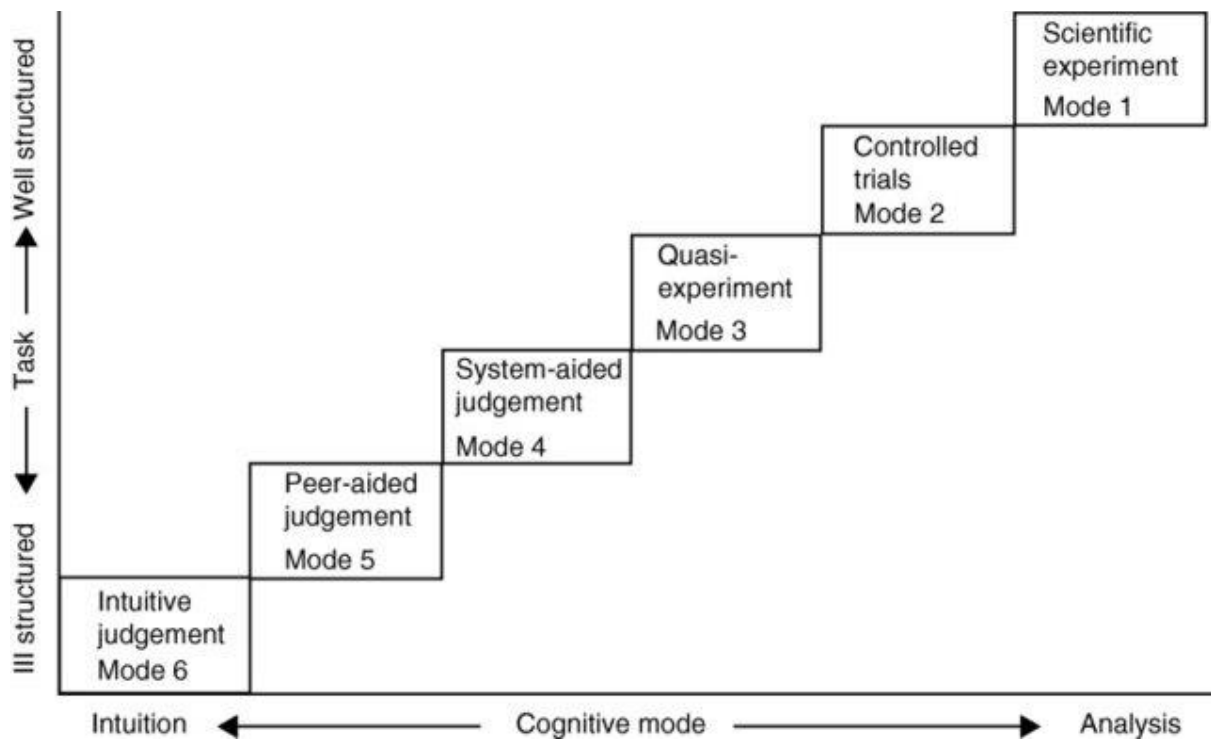 Scientific
experiment
Mode 1
Controlled
trials
Mode 2
Quasi-
experiment
Mode 3
System-aided
judgement
Mode 4
Peer-aided
judgement
Mode 5
Intuitive
judgement
Mode 6
Well structured
Task
Ill structured
Intuition
Cognitive mode
Analysis